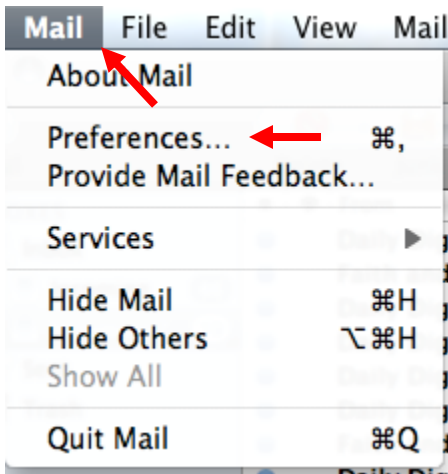 Mail File Edit View Mail
About Mail
Preferences... ⌘,
Provide Mail Feedback...
Services ▶
Hide Mail ⌘H
Hide Others ⌥⌘H
Show All
Quit Mail ⌘Q